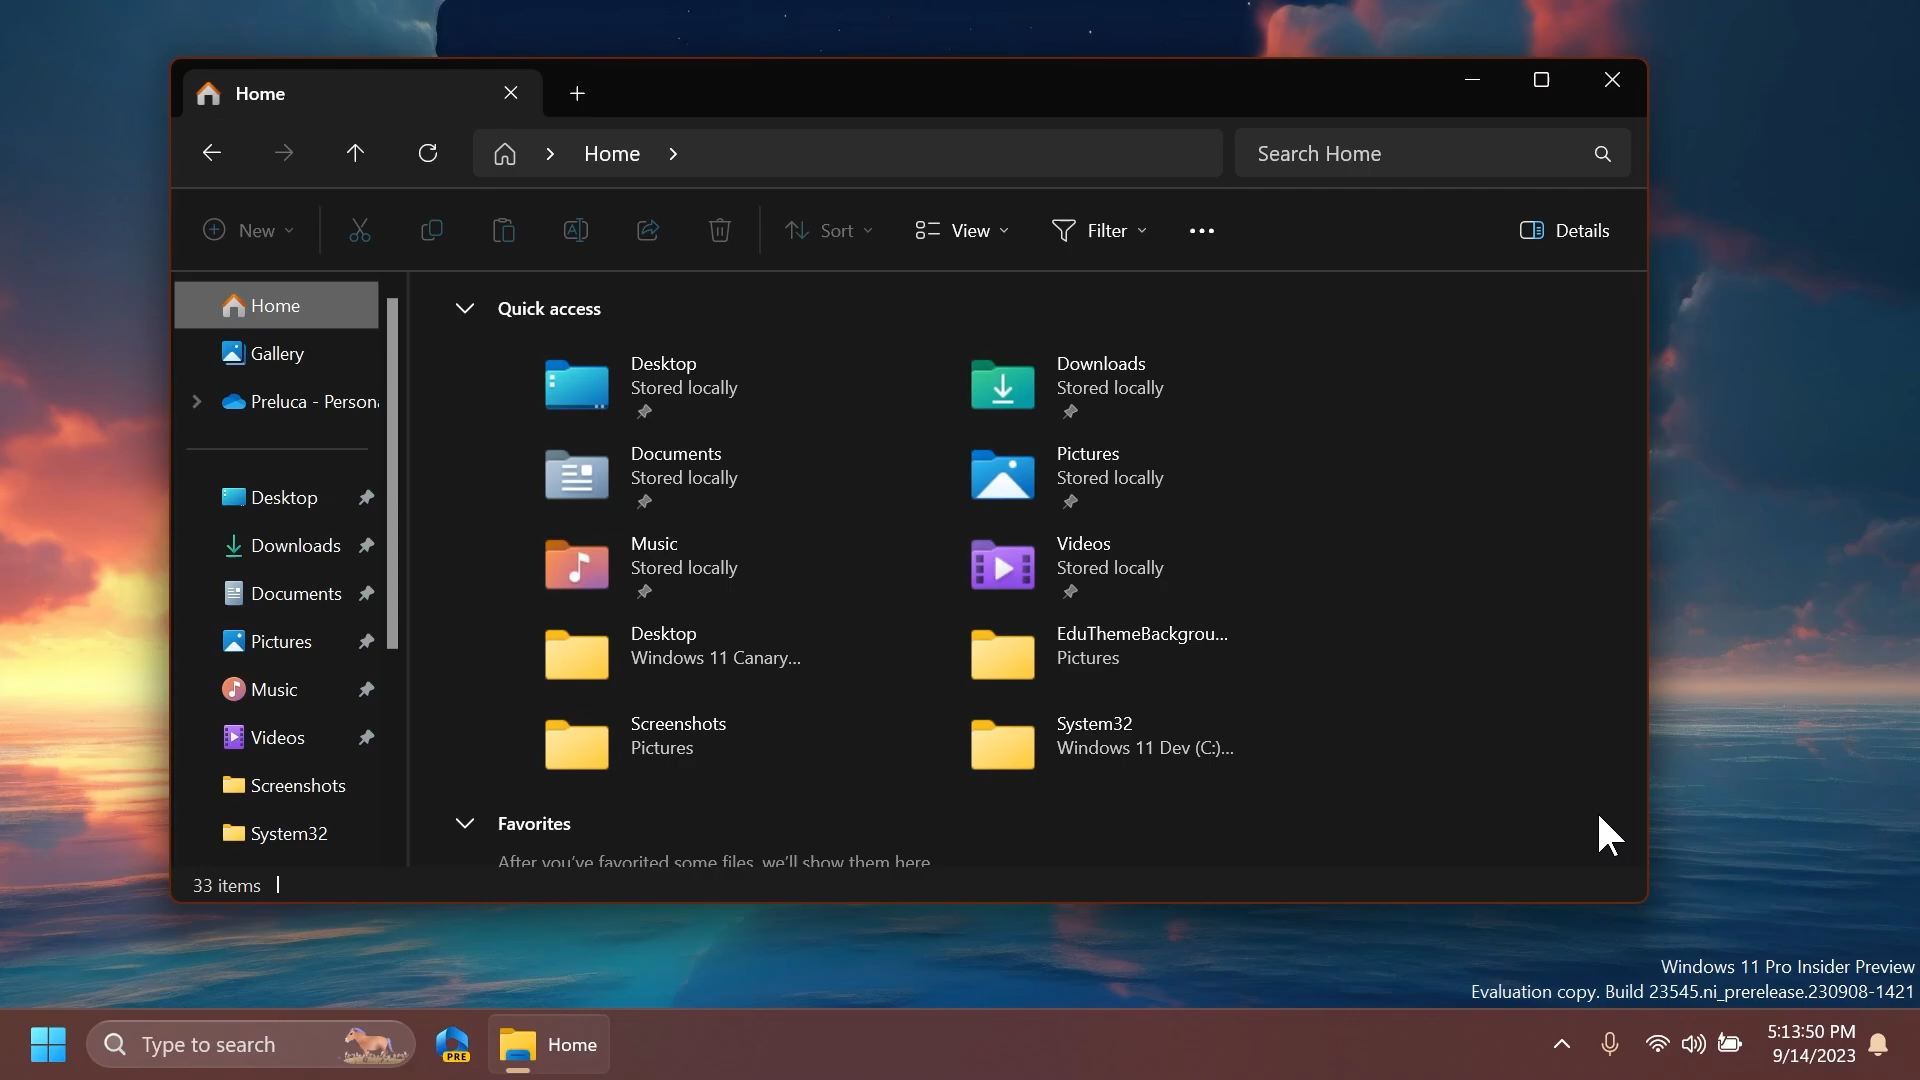 Home
Home
Search Home
New
Sort
View
Filter
Details
Home
Gallery
Preluca - Persona
Desktop
Downloads
Documents
Pictures
Music
Videos
Screenshots
System32
Quick access
Desktop
Stored locally
Downloads
Stored locally
Documents
Stored locally
Pictures
Stored locally
Music
Stored locally
Videos
Stored locally
Desktop
Windows 11 Canary...
EduThemeBackgrou...
Pictures
Screenshots
Pictures
System32
Windows 11 Dev (C:)...
Favorites
After you've favorited some files, we'll show them here
33 items
Windows 11 Pro Insider Preview
Evaluation copy. Build 23545.ni_prerelease.230908-1421
Type to search
PRE
Home
5:13:50 PM
9/14/2023